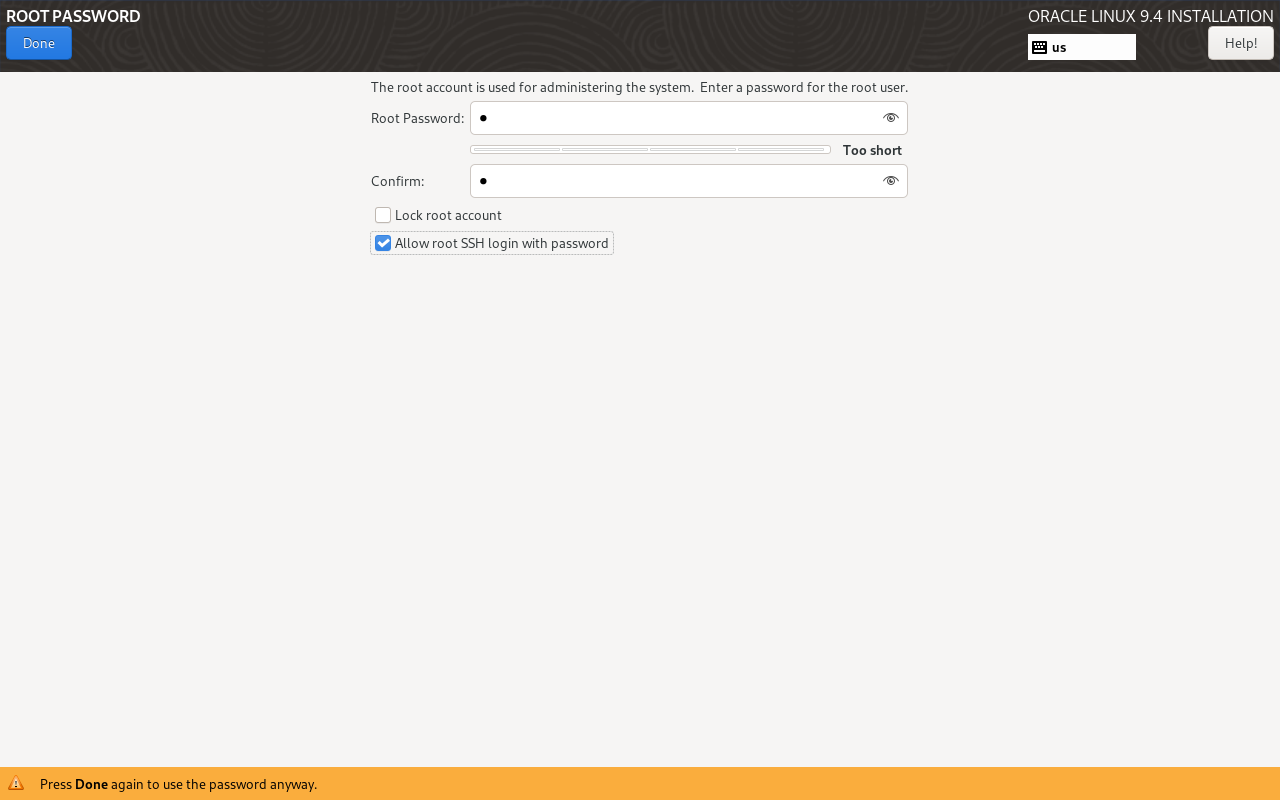 ROOT PASSWORD
ORACLE LINUX 9.4 INSTALLATION
Done
us
Help!
The root account is used for administering the system.  Enter a password for the root user.
Root Password:
Too short
Confirm:
Lock root account
Allow root SSH login with password
Press Done again to use the password anyway.